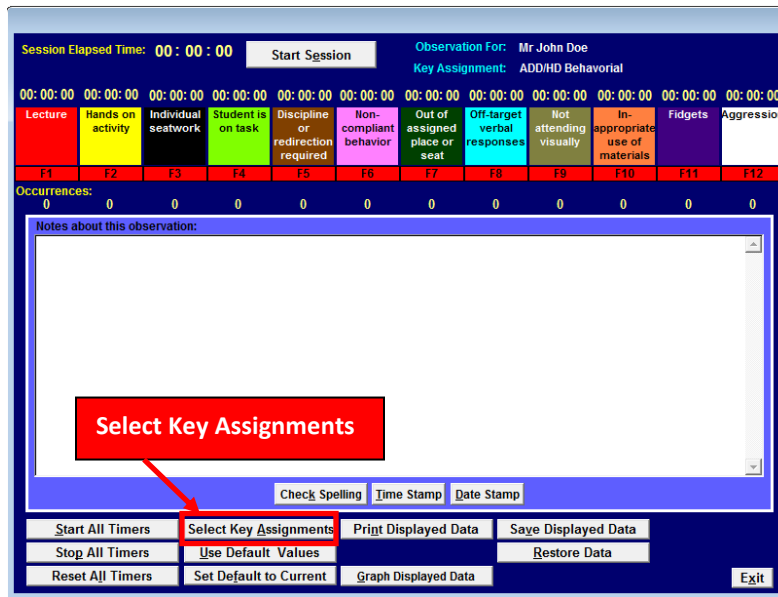 Session Elapsed Time: 00: 00 : 00 Start Session Observation For: Mr John Doe
Key Assignment: ADD/HD Behavorial
00: 00: 00 00: 00: 00 00: 00: 00 00: 00: 00 00: 00: 00 00: 00: 00 00: 00: 00 00: 00: 00 00: 00: 00 00: 00: 00 00: 00: 00 00: 00: 00
Lecture
Hands on
activity
Individual
seatwork
Student is
on task
Discipline
or
redirection
required
Non-
compliant
behavior
Out of
assigned
place or
seat
Off-target
verbal
responses
Not
attending
visually
In-
appropriate
use of
materials
Fidgets
Aggressio
F1 F2 F3 F4 F5 F6 F7 F8 F9 F10 F11 F12
Occurrences:
0 0 0 0 0 0 0 0 0 0 0 0
Notes about this observation:
Select Key Assignments
Check Spelling Time Stamp Date Stamp
Start All Timers Select Key Assignments Print Displayed Data Save Displayed Data
Stop All Timers Use Default Values Restore Data
Reset All Timers Set Default to Current Graph Displayed Data Exit